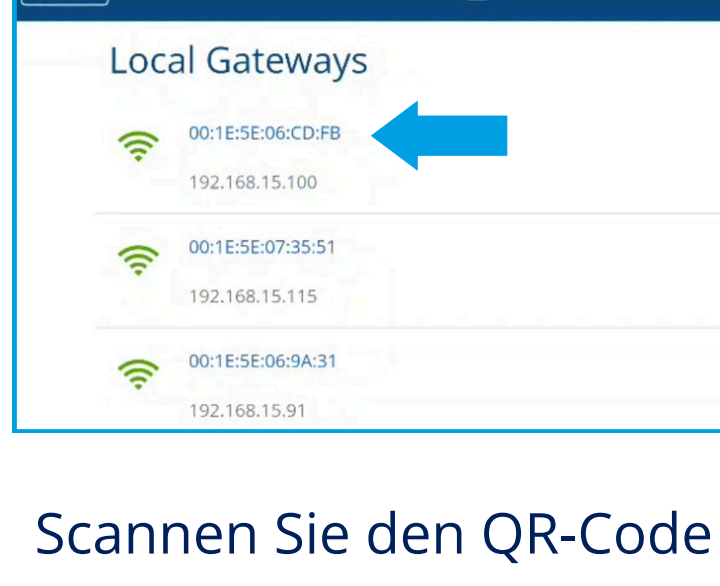 Local Gateways
00:1E:5E:06:CD:FB
192.168.15.100
00:1E:5E:07:35:51
192.168.15.115
00:1E:5E:06:9A:31
192.168.15.91
Scannen Sie den QR-Code